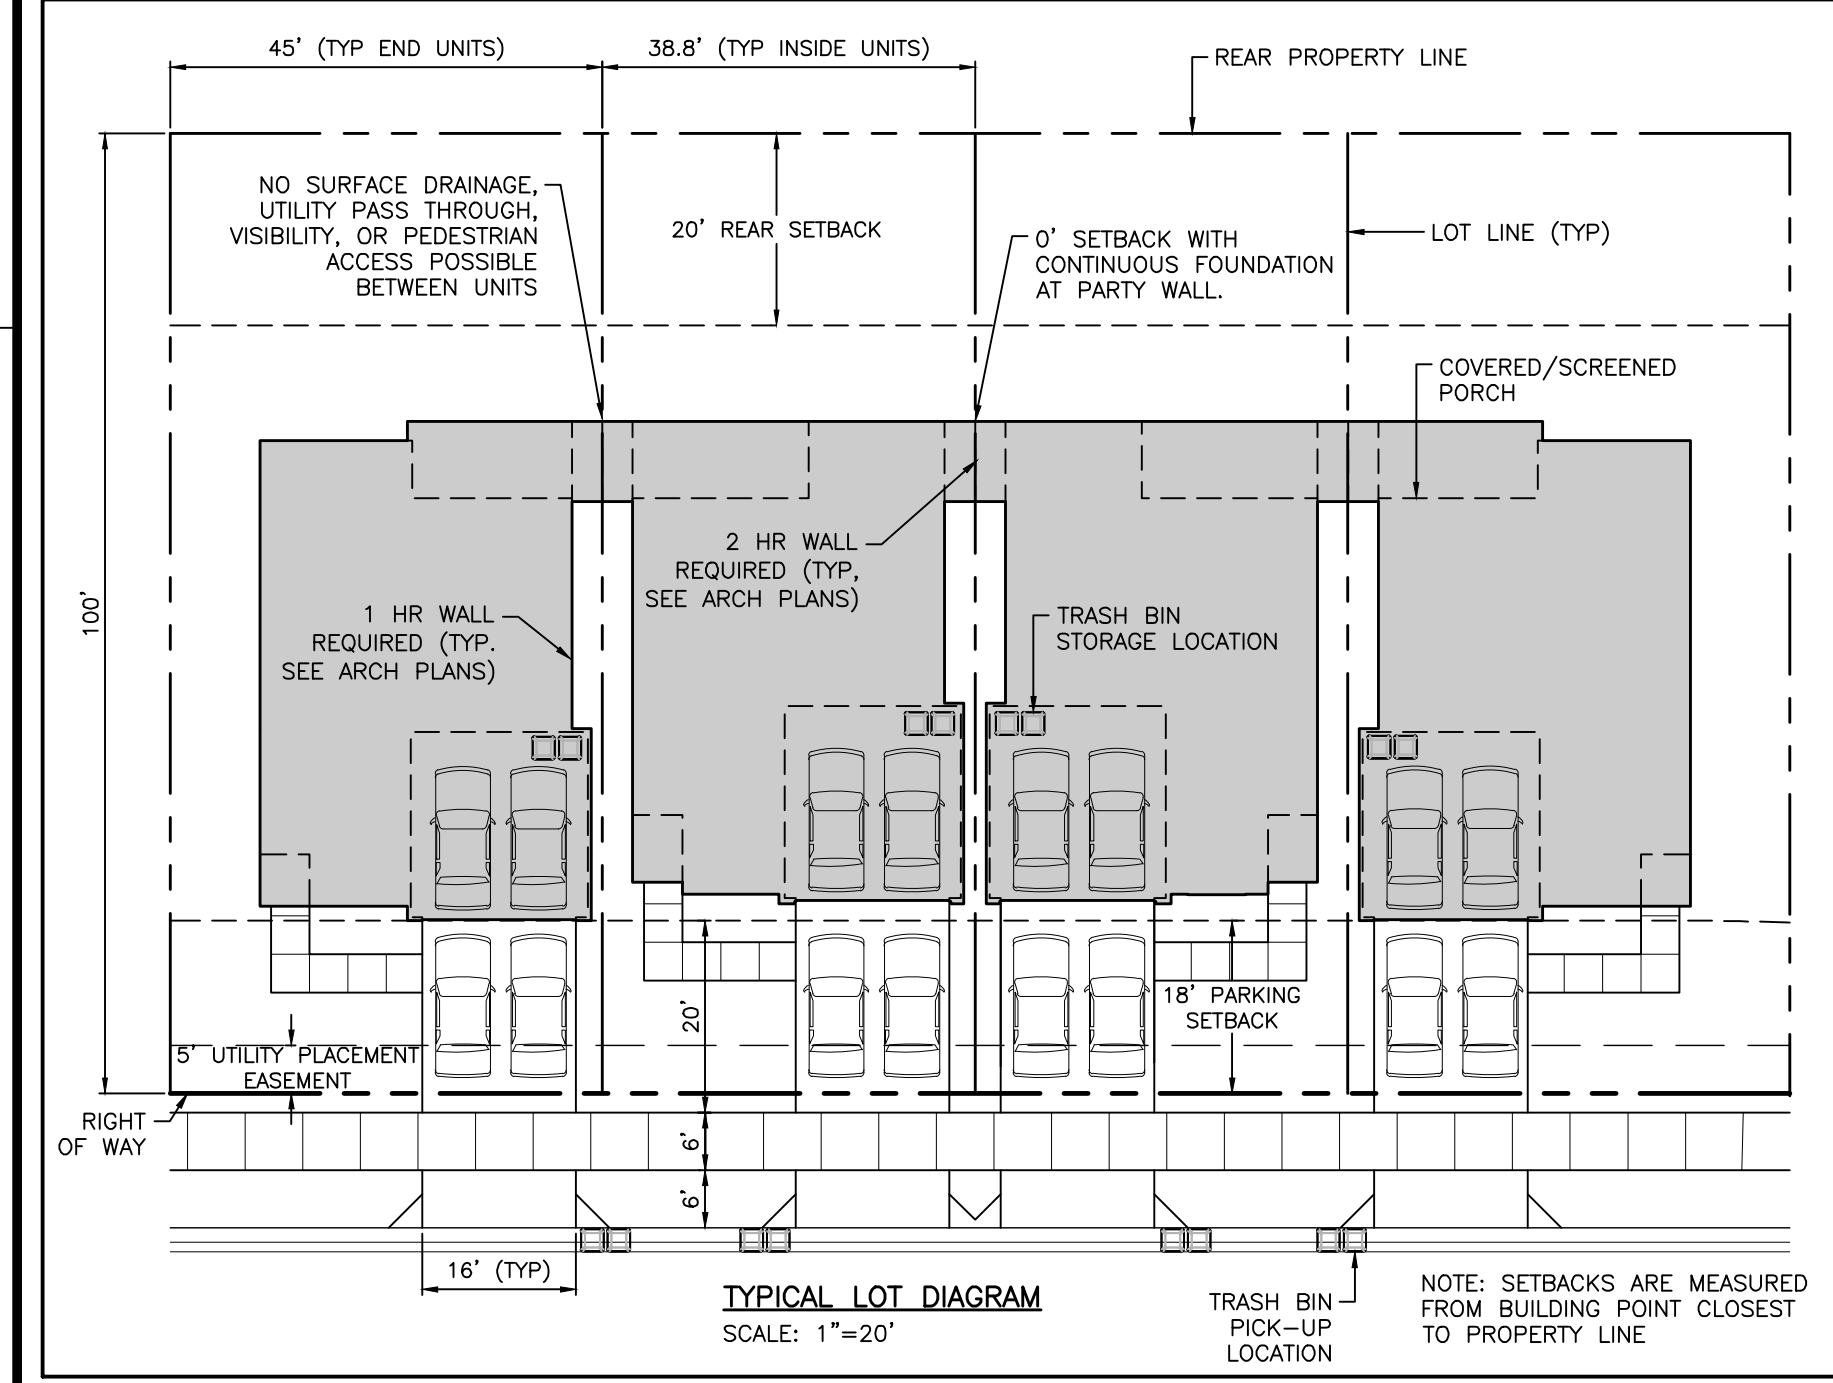 45' (TYP END UNITS)
38.8' (TYP INSIDE UNITS)
REAR PROPERTY LINE
NO SURFACE DRAINAGE,
UTILITY PASS THROUGH,
VISIBILITY, OR PEDESTRIAN
ACCESS POSSIBLE
BETWEEN UNITS
20' REAR SETBACK
0' SETBACK WITH
CONTINUOUS FOUNDATION
AT PARTY WALL.
LOT LINE (TYP)
COVERED/SCREENED
PORCH
100'
2 HR WALL
REQUIRED (TYP,
SEE ARCH PLANS)
1 HR WALL
REQUIRED (TYP.
SEE ARCH PLANS)
TRASH BIN
STORAGE LOCATION
20'
18' PARKING
SETBACK
5' UTILITY PLACEMENT
EASEMENT
RIGHT
OF WAY
6'
6'
16' (TYP)
TYPICAL LOT DIAGRAM
SCALE: 1"=20'
TRASH BIN
PICK-UP
LOCATION
NOTE: SETBACKS ARE MEASURED
FROM BUILDING POINT CLOSEST
TO PROPERTY LINE